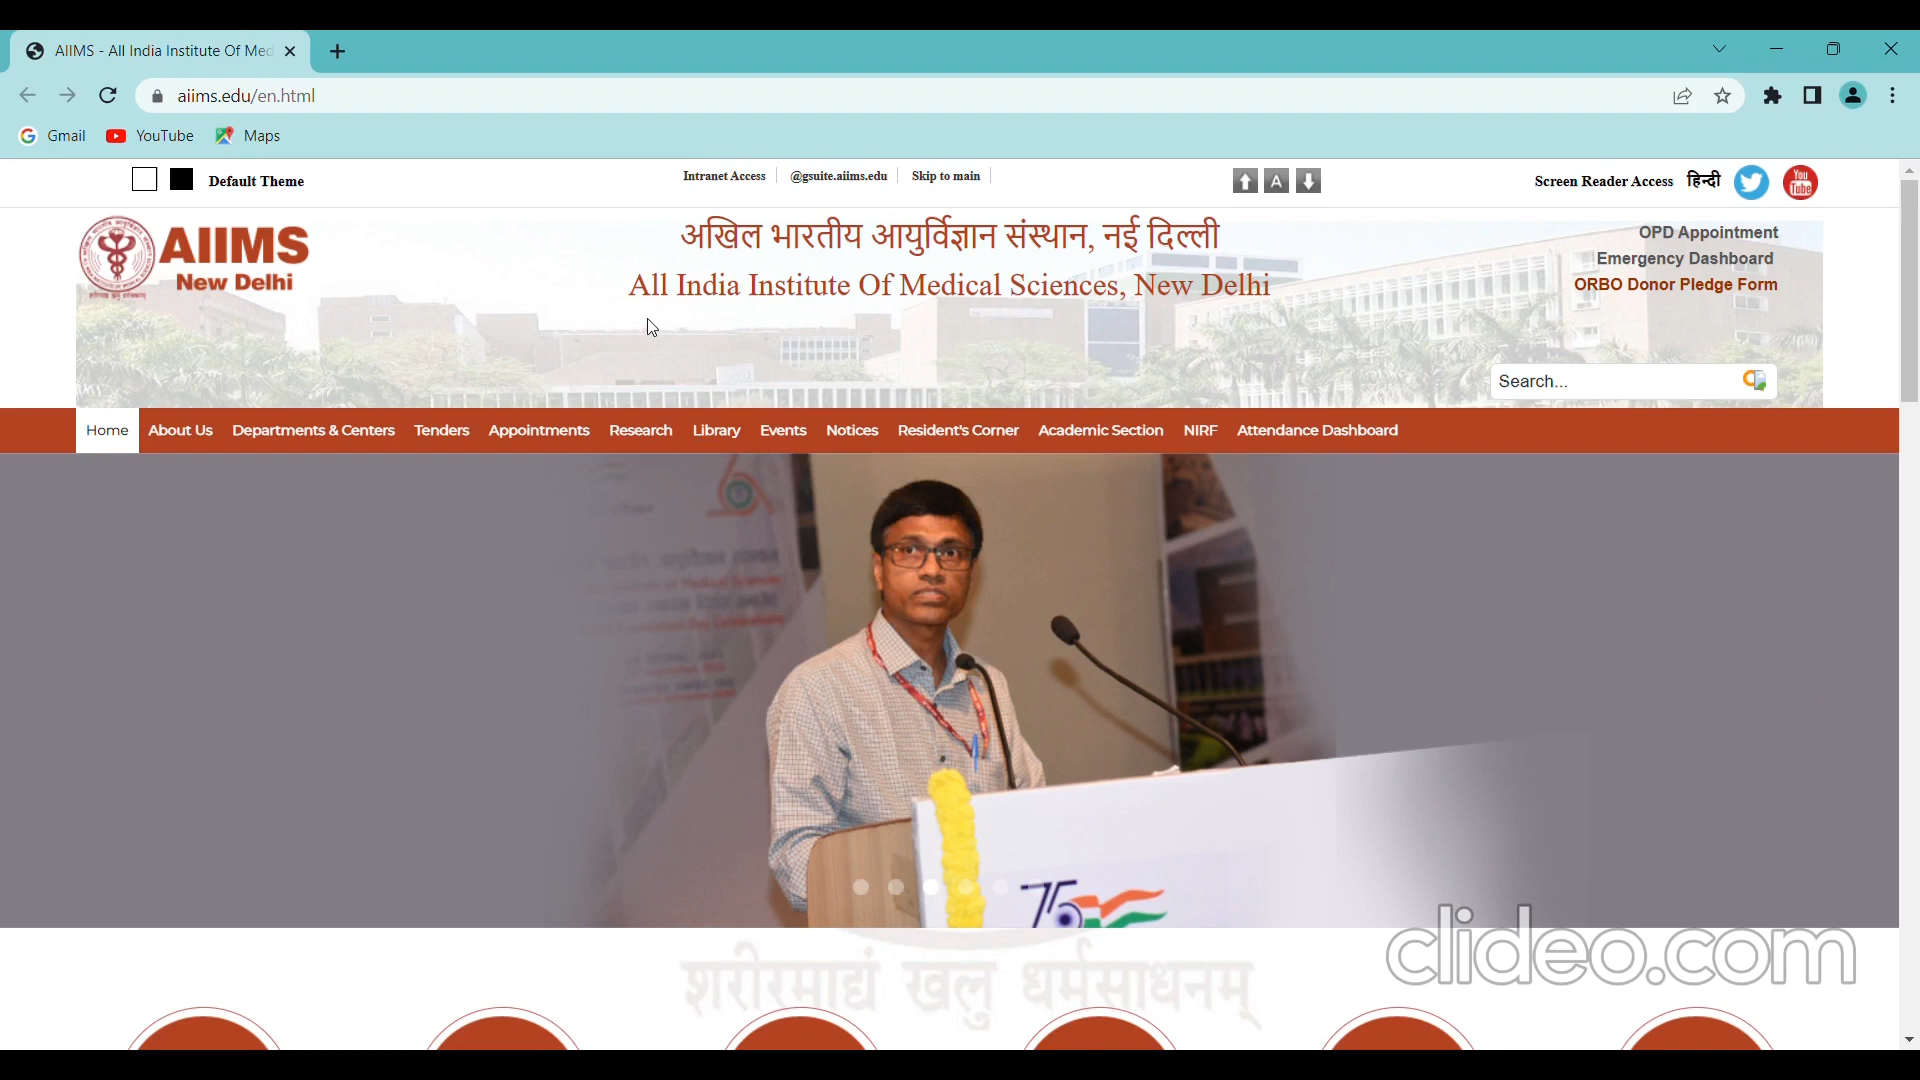 AIIMS - All India Institute Of Med
aiims.edu/en.html
Gmail YouTube Maps
Default Theme
Intranet Access @gsuite.aiims.edu Skip to main
A
Screen Reader Access हिन्दी
You
Tube
AIIMS
New Delhi
अखिल भारतीय आयुर्विज्ञान संस्थान, नई दिल्ली
All India Institute Of Medical Sciences, New Delhi
OPD Appointment
Emergency Dashboard
ORBO Donor Pledge Form
Search...
Home About Us Departments & Centers Tenders Appointments Research Library Events Notices Resident's Corner Academic Section NIRF Attendance Dashboard
75
clideo.com
शरीरमाद्यं खलु धर्मसाधनम्